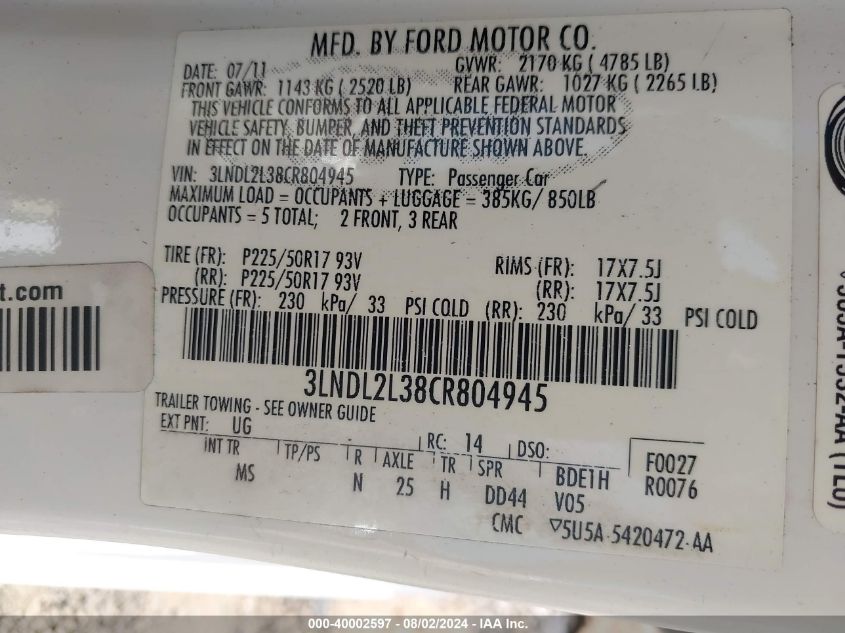 MFD. BY FORD MOTOR CO.
DATE: 07/11 GVWR: 2170 KG ( 4785 LB)
FRONT GAWR: 1143 KG ( 2520 LB) REAR GAWR: 1027 KG ( 2265 LB)
THIS VEHICLE CONFORMS TO ALL APPLICABLE FEDERAL MOTOR
VEHICLE SAFETY, BUMPER, AND THEFT PREVENTION STANDARDS
IN EFFECT ON THE DATE OF MANUFACTURE SHOWN ABOVE.
VIN: 3LNDL2L38CR804945 TYPE: Passenger Car
MAXIMUM LOAD = OCCUPANTS + LUGGAGE = 385KG/ 850LB
OCCUPANTS = 5 TOTAL; 2 FRONT, 3 REAR
TIRE (FR): P225/50R17 93V RIMS (FR): 17X7.5J
(RR): P225/50R17 93V (RR): 17X7.5J
PRESSURE (FR): 230 kPa/ 33 PSI COLD (RR): 230 kPa/ 33 PSI COLD
3LNDL2L38CR804945
TRAILER TOWING - SEE OWNER GUIDE
EXT PNT: UG RC: 14 DSO: F0027
INT TR TP/PS R AXLE TR SPR BDE1H R0076
MS N 25 H DD44 V05
CMC ▽5U5A-5420472-AA
t.com
000-40002597 - 08/02/2024 - IAA Inc.